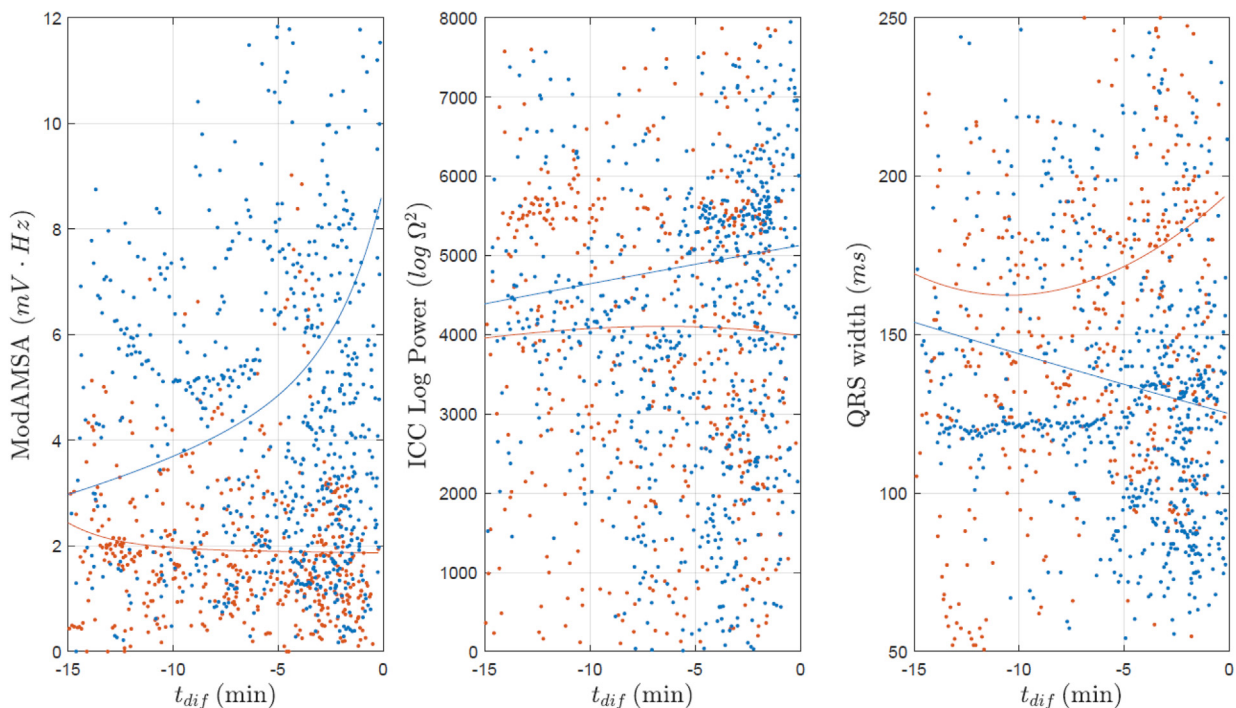 ModAMSA (mV · Hz)
12
10
8
6
4
2
0
-15 -10 -5 0
t_dif (min)
ICC Log Power (log Ω²)
8000
7000
6000
5000
4000
3000
2000
1000
0
-15 -10 -5 0
t_dif (min)
QRS width (ms)
250
200
150
100
50
-15 -10 -5 0
t_dif (min)